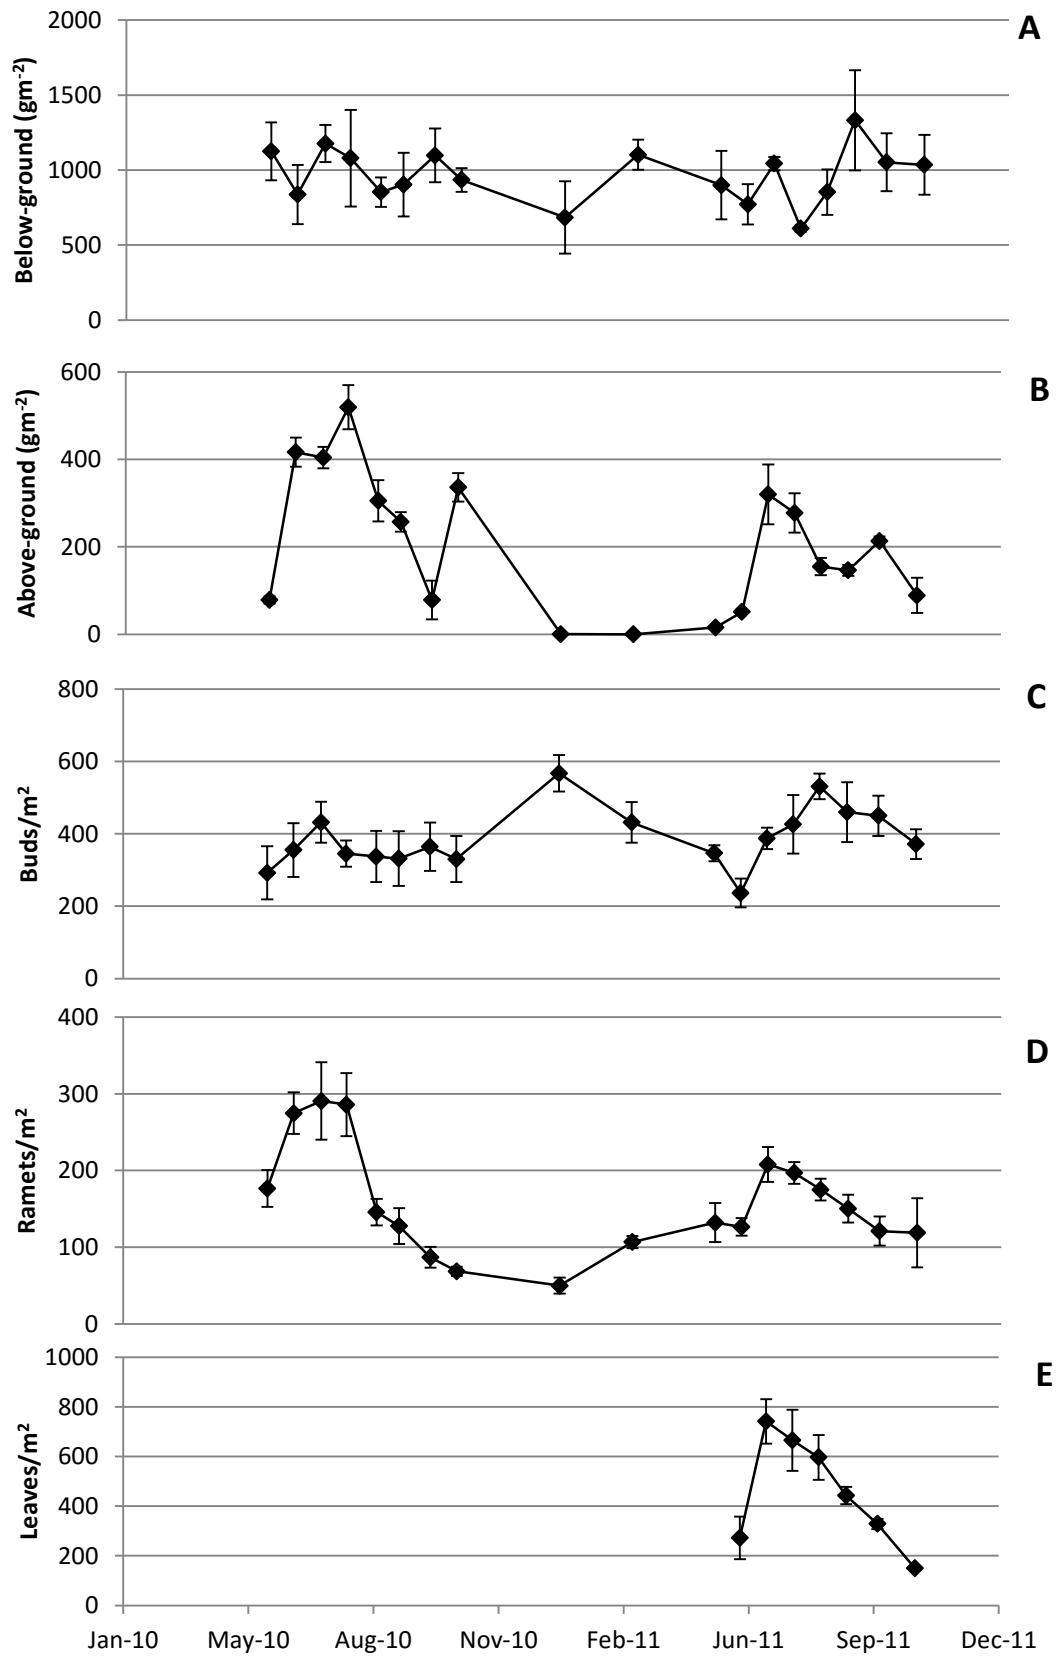 A
Below-ground (gm-2)
2000
1500
1000
500
0
B
Above-ground (gm-2)
600
400
200
0
C
Buds/m2
800
600
400
200
0
D
Ramets/m2
400
300
200
100
0
E
Leaves/m2
1000
800
600
400
200
0
Jan-10 May-10 Aug-10 Nov-10 Feb-11 Jun-11 Sep-11 Dec-11